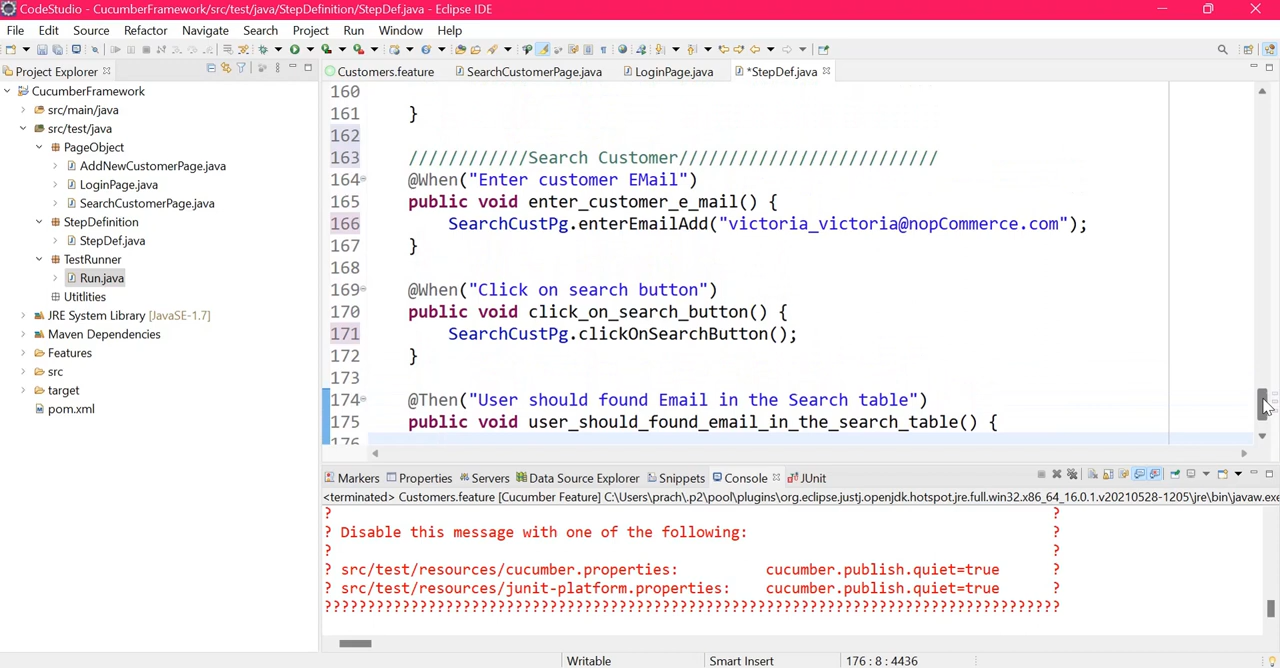 CodeStudio - CucumberFramework/src/test/java/StepDefinition/StepDef.java - Eclipse IDE
File Edit Source Refactor Navigate Search Project Run Window Help
Project Explorer
CucumberFramework
src/main/java
src/test/java
PageObject
AddNewCustomerPage.java
LoginPage.java
SearchCustomerPage.java
StepDefinition
StepDef.java
TestRunner
Run.java
Utitlities
JRE System Library [JavaSE-1.7]
Maven Dependencies
Features
src
target
pom.xml
Customers.feature SearchCustomerPage.java LoginPage.java *StepDef.java
160
161 }
162
163 ////////////Search Customer//////////////////////////
164 @When("Enter customer EMail")
165 public void enter_customer_e_mail() {
166 SearchCustPg.enterEmailAdd("victoria_victoria@nopCommerce.com");
167 }
168
169 @When("Click on search button")
170 public void click_on_search_button() {
171 SearchCustPg.clickOnSearchButton();
172 }
173
174 @Then("User should found Email in the Search table")
175 public void user_should_found_email_in_the_search_table() {
176
Markers Properties Servers Data Source Explorer Snippets Console JUnit
<terminated> Customers.feature [Cucumber Feature] C:\Users\prach\.p2\pool\plugins\org.eclipse.justj.openjdk.hotspot.jre.full.win32.x86_64_16.0.1.v20210528-1205\jre\bin\javaw.exe
? ?
? Disable this message with one of the following: ?
? ?
? src/test/resources/cucumber.properties: cucumber.publish.quiet=true ?
? src/test/resources/junit-platform.properties: cucumber.publish.quiet=true ?
?????????????????????????????????????????????????????????????????????????????????????
Writable Smart Insert 176 : 8 : 4436